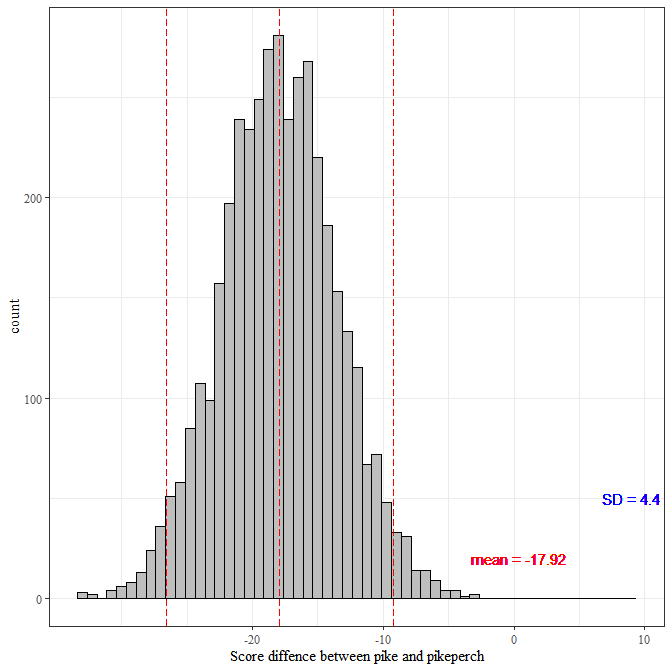 200
100
0
count
SD = 4.4
mean = -17.92
-20
-10
0
10
Score diffence between pike and pikeperch